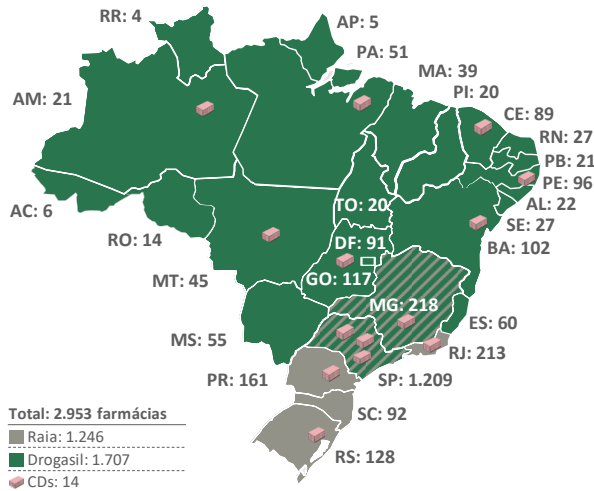 RR: 4
AP: 5
PA: 51
MA: 39
PI: 20
AM: 21
CE: 89
RN: 27
PB: 21
PE: 96
TO: 20
AL: 22
AC: 6
SE: 27
RO: 14
DF: 91
BA: 102
MT: 45
GO: 117
MG: 218
ES: 60
MS: 55
RJ: 213
PR: 161
SP: 1.209
Total: 2.953 farmácias
SC: 92
Raia: 1.246
Drogasil: 1.707
RS: 128
CDs: 14